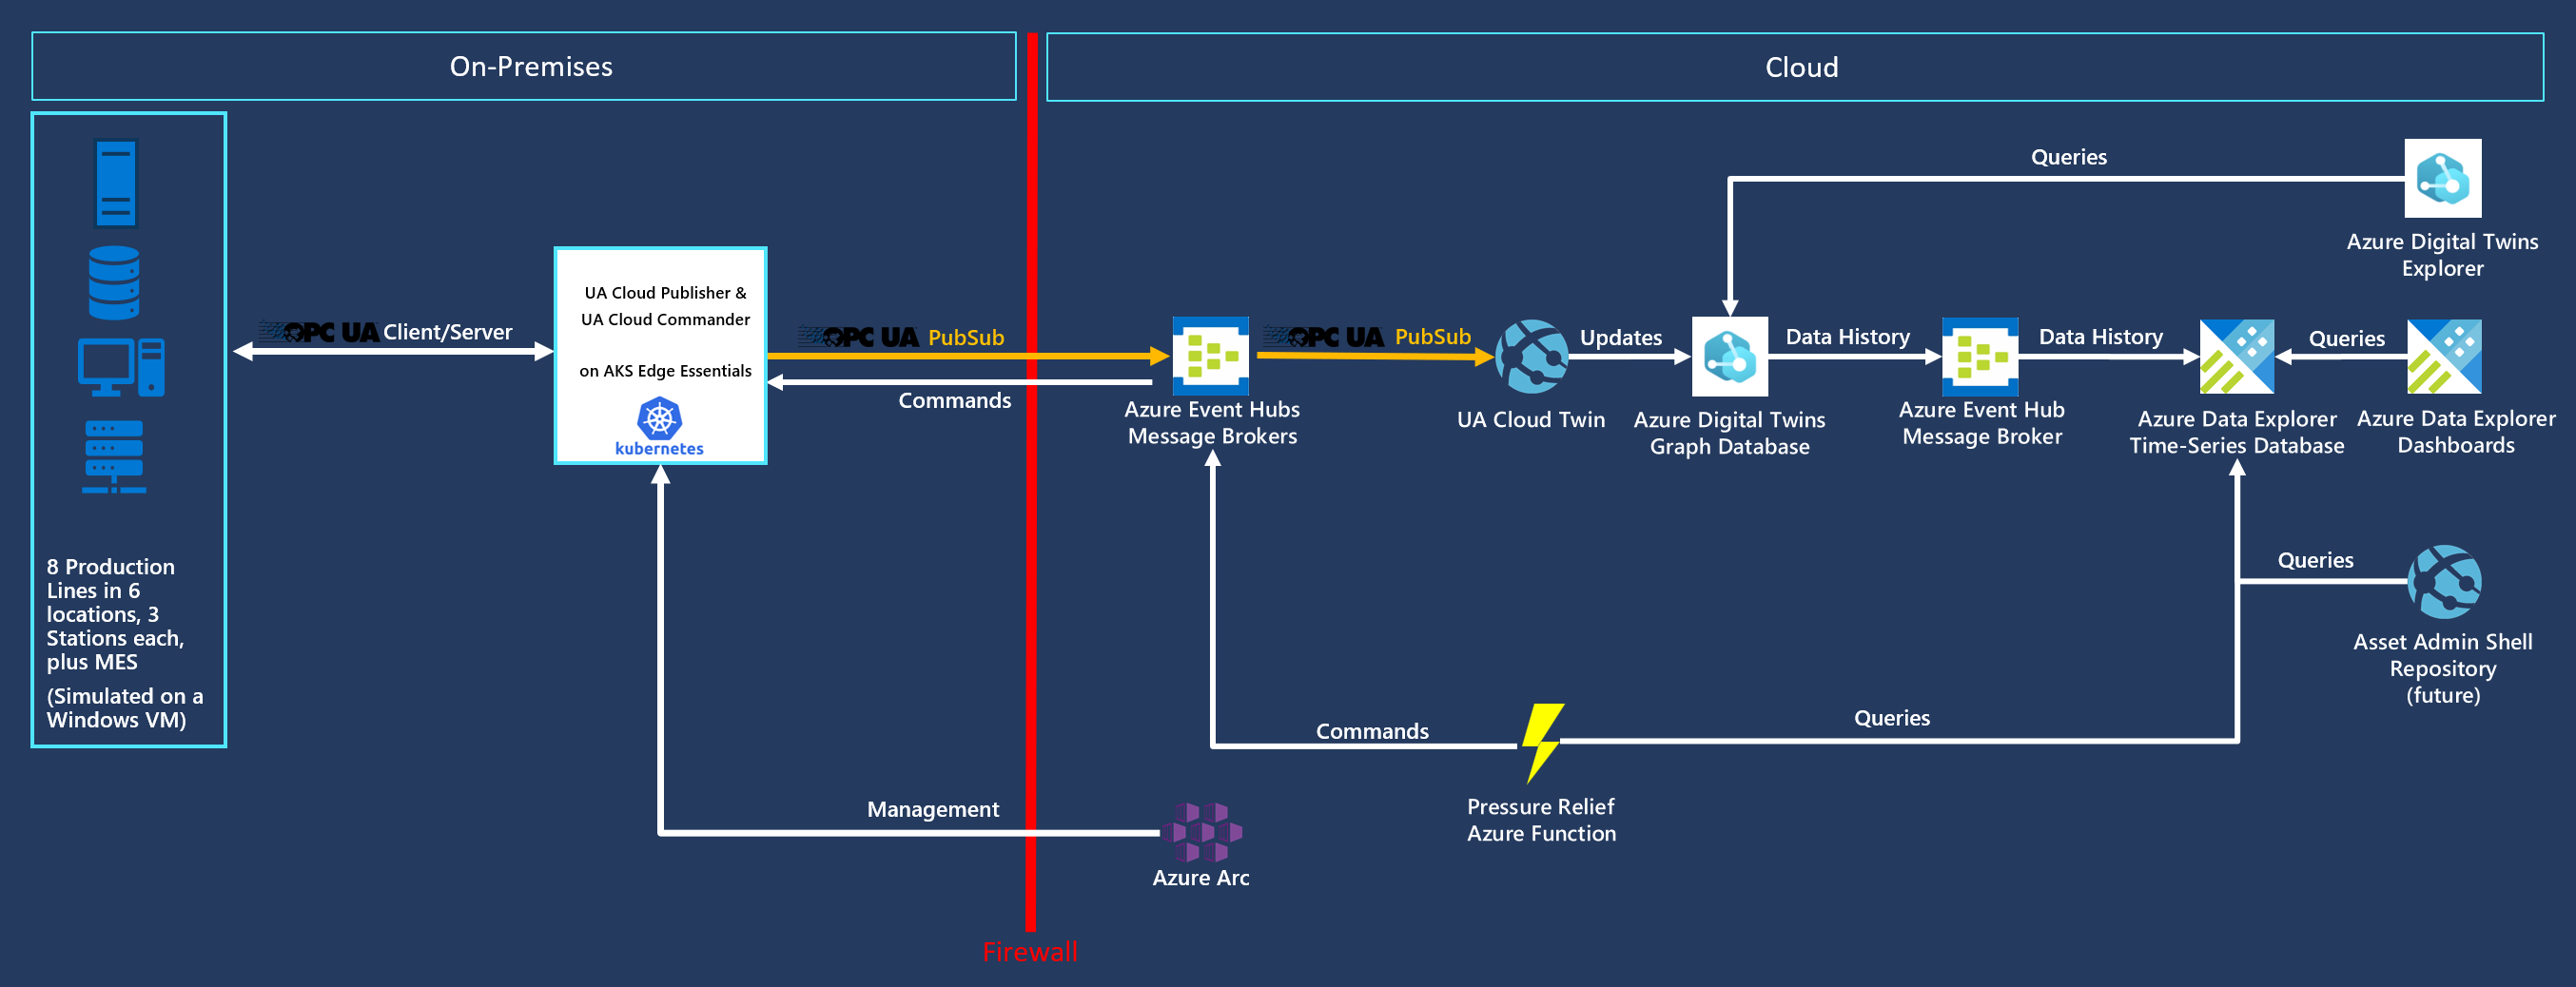 On-Premises
Cloud
8 Production
Lines in 6
locations, 3
Stations each,
plus MES
(Simulated on a
Windows VM)
OPC UA Client/Server
UA Cloud Publisher &
UA Cloud Commander
on AKS Edge Essentials
kubernetes
OPC UA PubSub
Commands
Management
Firewall
Azure Event Hubs
Message Brokers
OPC UA PubSub
UA Cloud Twin
Updates
Azure Digital Twins
Graph Database
Data History
Azure Event Hub
Message Broker
Data History
Azure Data Explorer
Time-Series Database
Queries
Azure Data Explorer
Dashboards
Queries
Azure Digital Twins
Explorer
Queries
Asset Admin Shell
Repository
(future)
Queries
Commands
Pressure Relief
Azure Function
Azure Arc